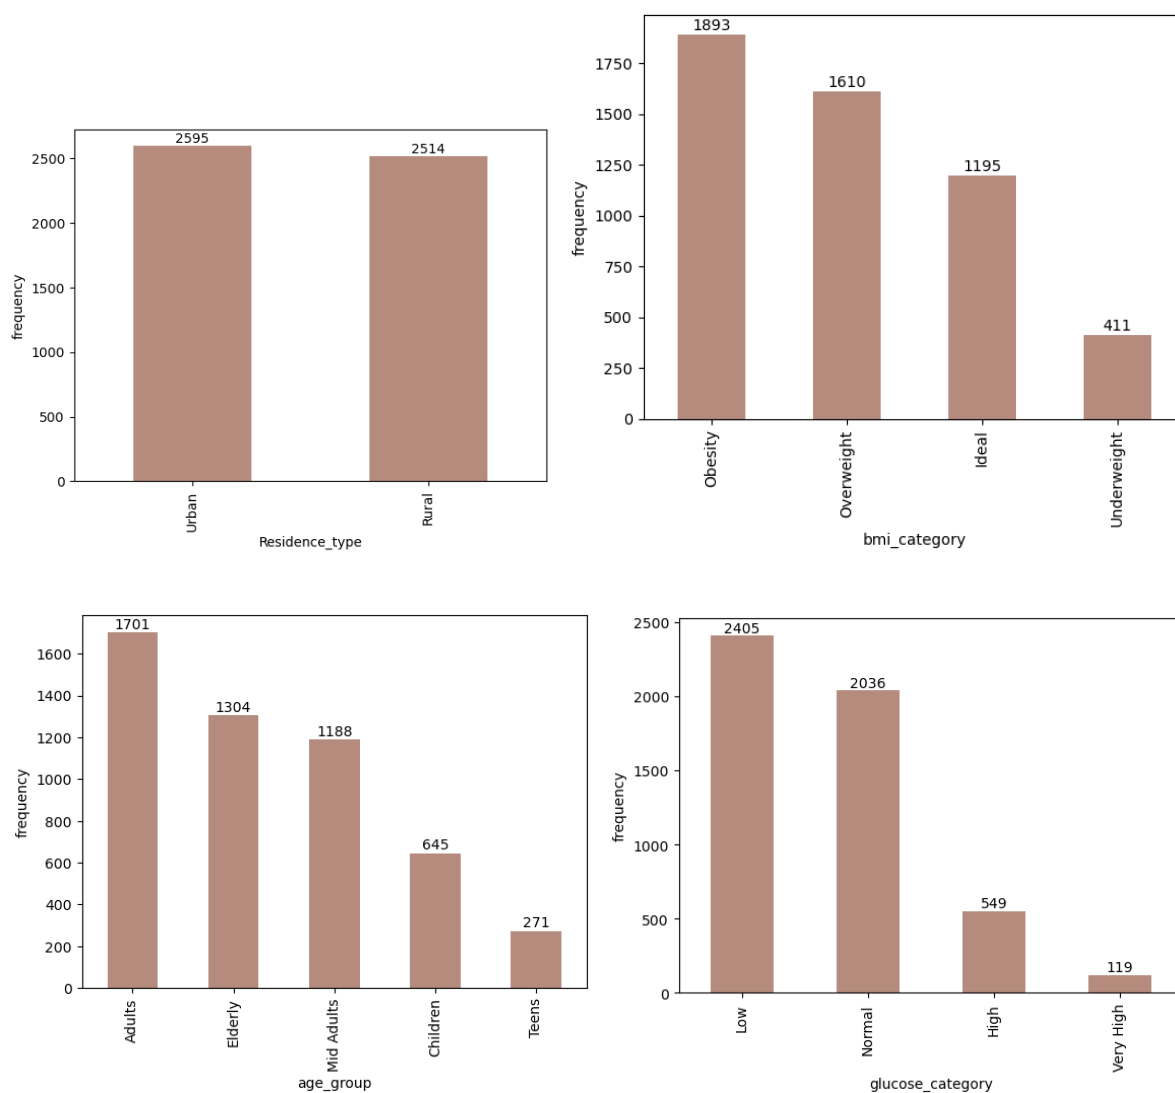 2595
2514
2500
2000
1500
1000
500
0
frequency
Urban
Rural
Residence_type
1893
1610
1195
411
1750
1500
1250
1000
750
500
250
0
frequency
Obesity
Overweight
Ideal
Underweight
bmi_category
1701
1304
1188
645
271
1600
1400
1200
1000
800
600
400
200
0
frequency
Adults
Elderly
Mid Adults
Children
Teens
age_group
2405
2036
549
119
2500
2000
1500
1000
500
0
frequency
Low
Normal
High
Very High
glucose_category